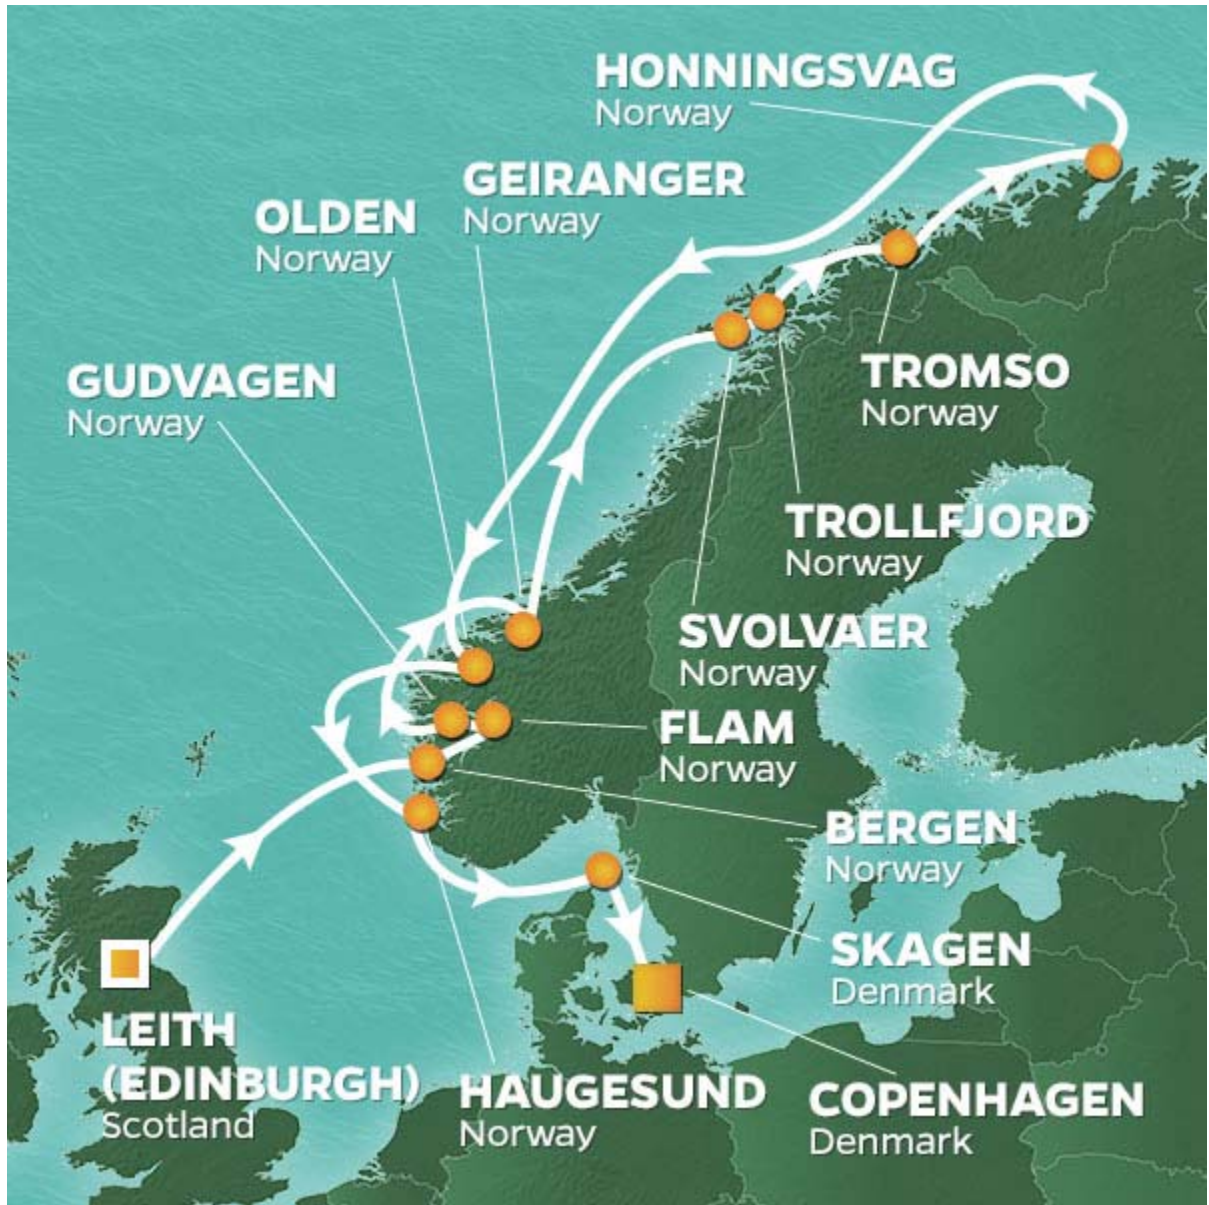 HONNINGSVAG
Norway
GEIRANGER
Norway
OLDEN
Norway
GUDVAGEN
Norway
TROMSO
Norway
TROLLFJORD
Norway
SVOLVAER
Norway
FLAM
Norway
BERGEN
Norway
SKAGEN
Denmark
LEITH
(EDINBURGH)
Scotland
HAUGESUND
Norway
COPENHAGEN
Denmark